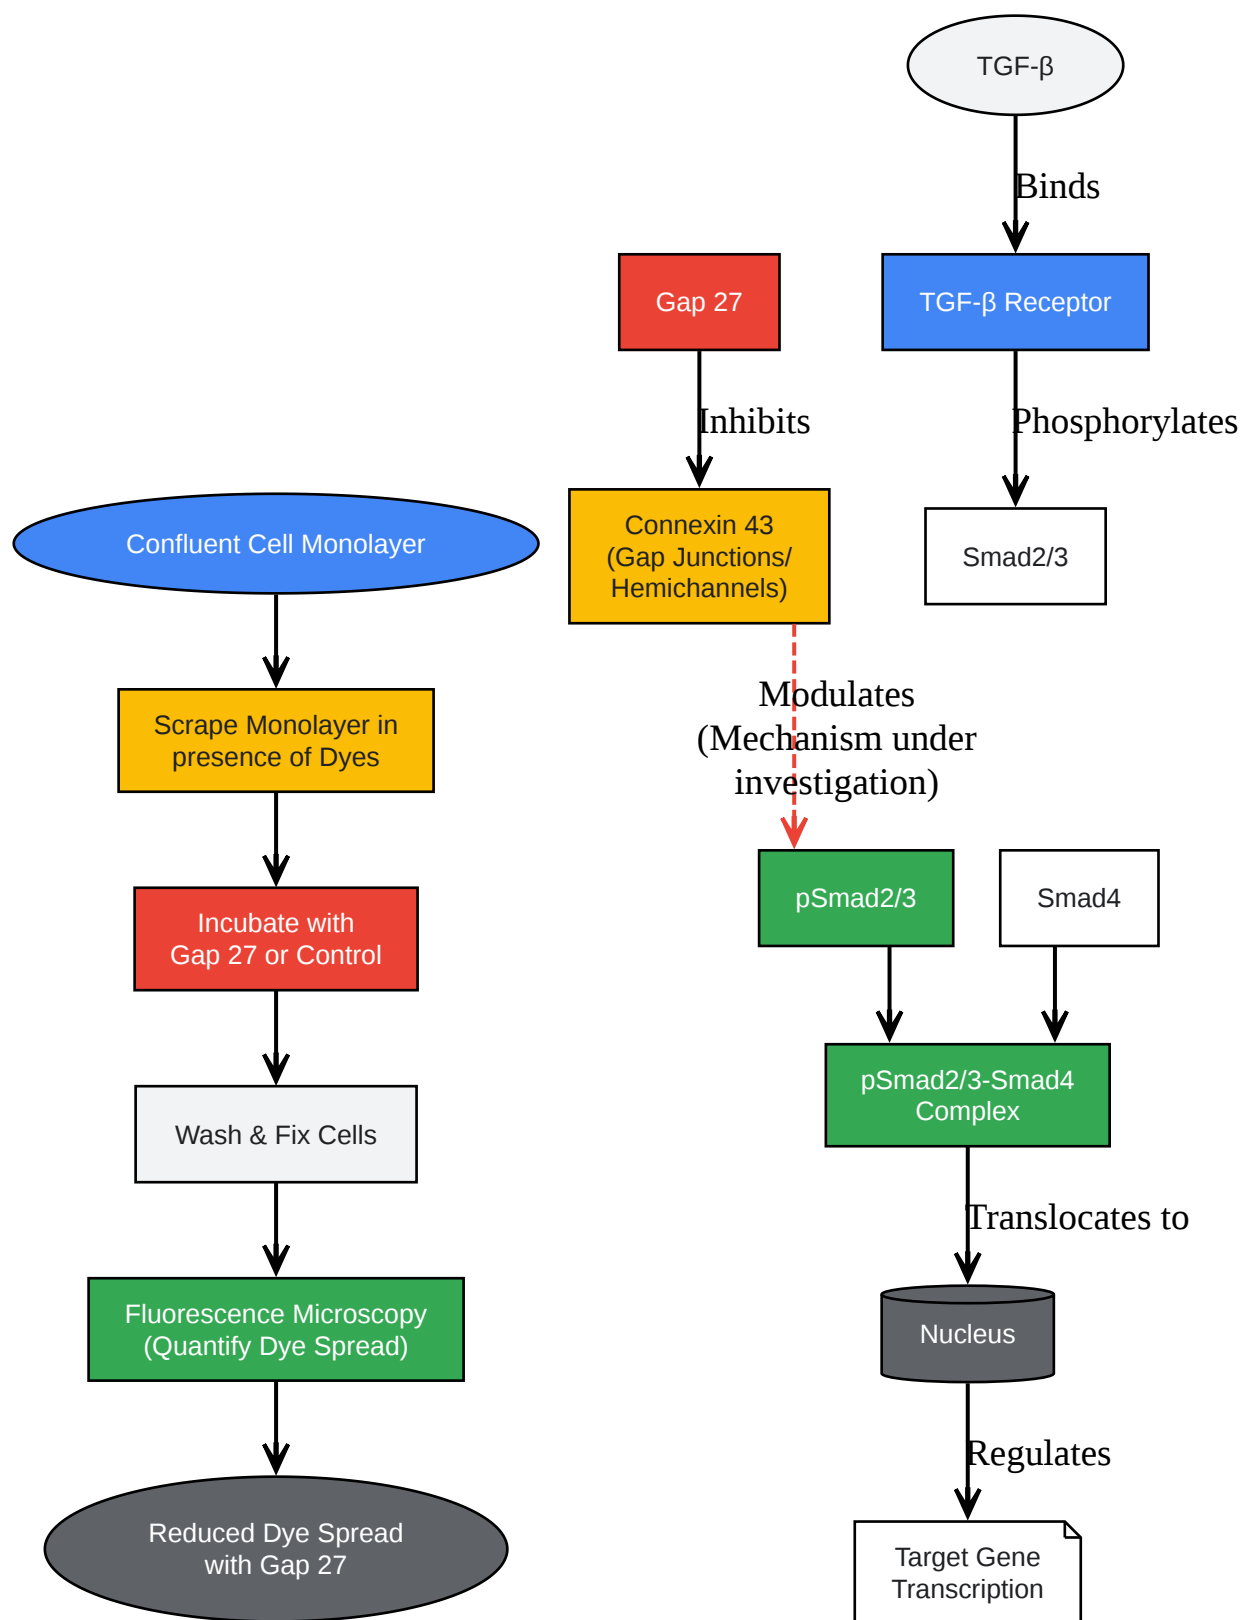 TGF-β
Binds
Gap 27
TGF-β Receptor
Inhibits
Phosphorylates
Connexin 43
(Gap Junctions/
Hemichannels)
Smad2/3
Modulates
(Mechanism under
investigation)
pSmad2/3
Smad4
pSmad2/3-Smad4
Complex
Translocates to
Nucleus
Regulates
Target Gene
Transcription
Confluent Cell Monolayer
Scrape Monolayer in
presence of Dyes
Incubate with
Gap 27 or Control
Wash & Fix Cells
Fluorescence Microscopy
(Quantify Dye Spread)
Reduced Dye Spread
with Gap 27